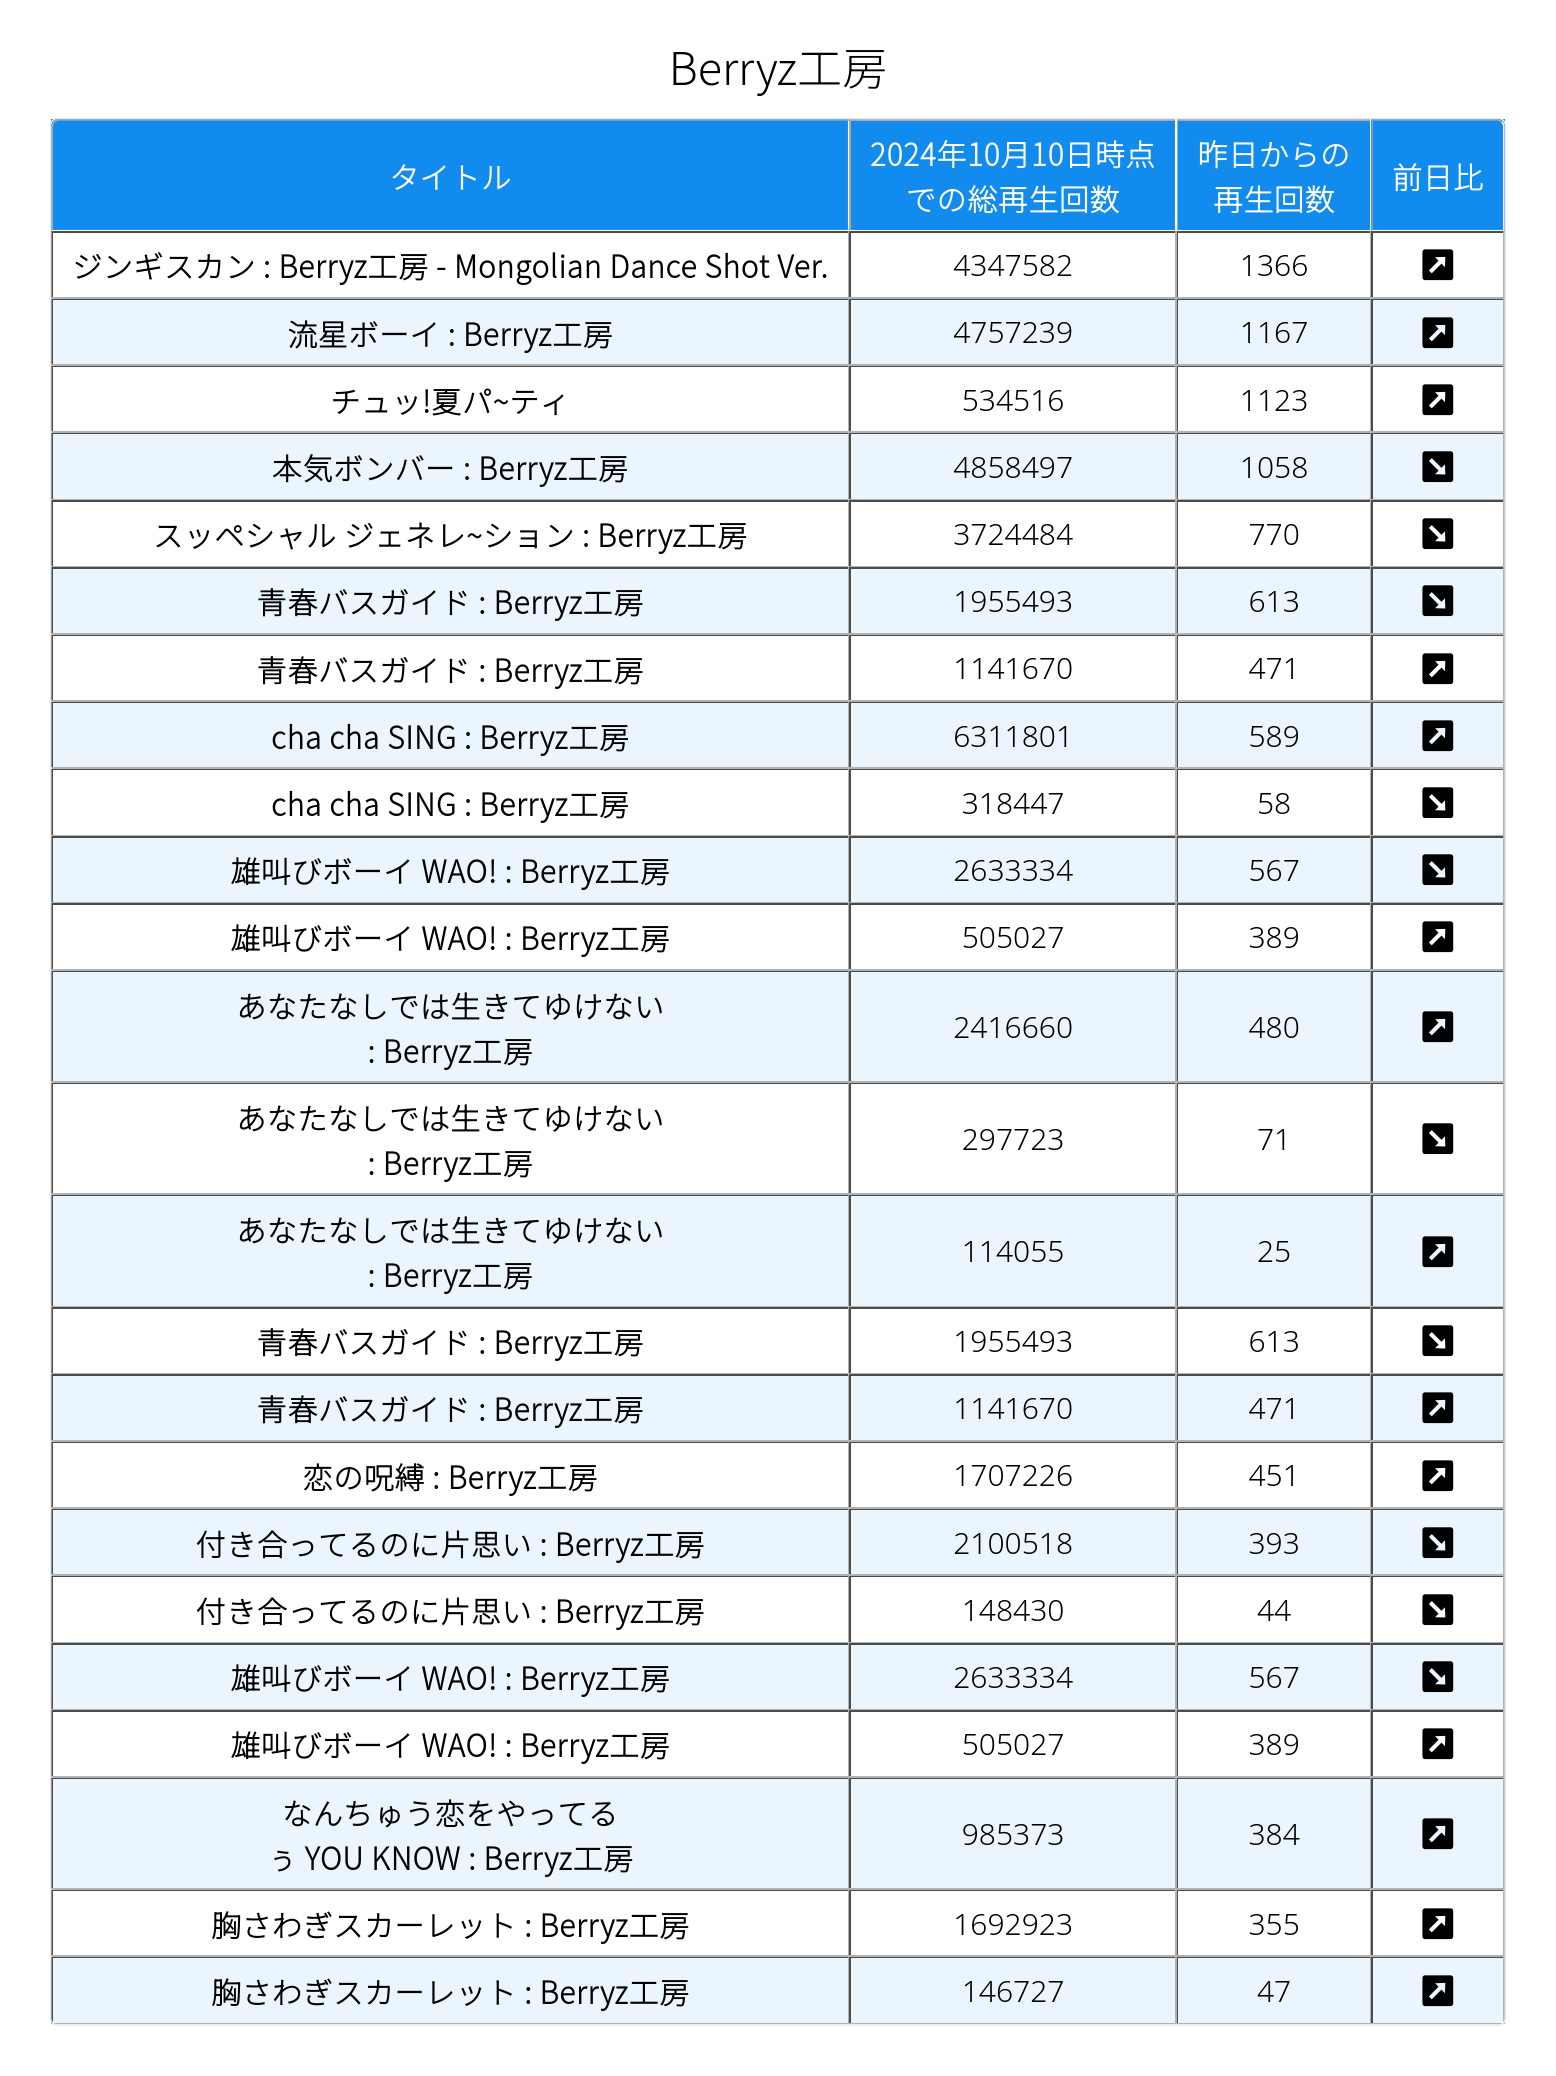 Berryz工房
タイトル
2024年10月10日時点
での総再生回数
昨日からの
再生回数
前日比
ジンギスカン : Berryz工房 - Mongolian Dance Shot Ver. 4347582 1366
流星ボーイ : Berryz工房 4757239 1167
チュッ!夏パ~ティ 534516 1123
本気ボンバー : Berryz工房 4858497 1058
スッペシャル ジェネレ~ション : Berryz工房 3724484 770
青春バスガイド : Berryz工房 1955493 613
青春バスガイド : Berryz工房 1141670 471
cha cha SING : Berryz工房 6311801 589
cha cha SING : Berryz工房 318447 58
雄叫びボーイ WAO! : Berryz工房 2633334 567
雄叫びボーイ WAO! : Berryz工房 505027 389
あなたなしでは生きてゆけない
: Berryz工房 2416660 480
あなたなしでは生きてゆけない
: Berryz工房 297723 71
あなたなしでは生きてゆけない
: Berryz工房 114055 25
青春バスガイド : Berryz工房 1955493 613
青春バスガイド : Berryz工房 1141670 471
恋の呪縛 : Berryz工房 1707226 451
付き合ってるのに片思い : Berryz工房 2100518 393
付き合ってるのに片思い : Berryz工房 148430 44
雄叫びボーイ WAO! : Berryz工房 2633334 567
雄叫びボーイ WAO! : Berryz工房 505027 389
なんちゅう恋をやってる
ぅ YOU KNOW : Berryz工房 985373 384
胸さわぎスカーレット : Berryz工房 1692923 355
胸さわぎスカーレット : Berryz工房 146727 47